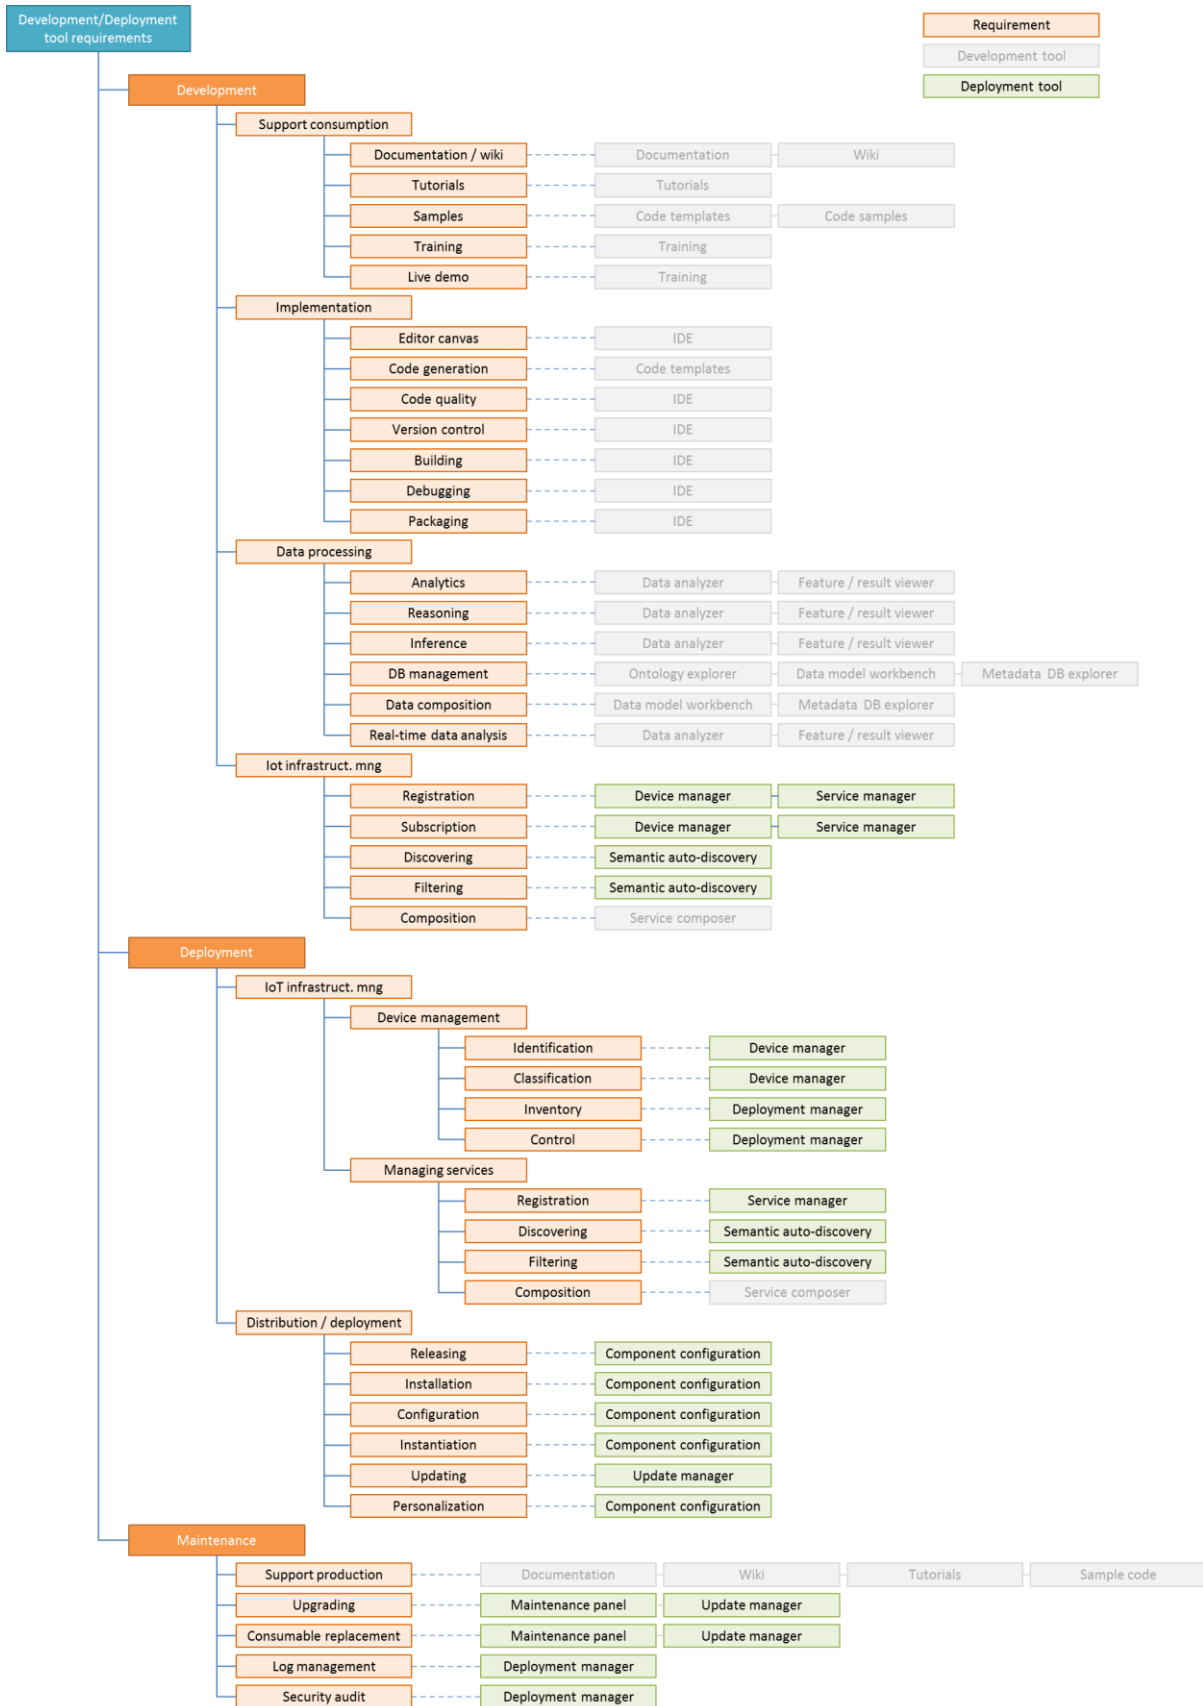 Development/Deployment
tool requirements
Requirement
Development tool
Deployment tool
Development
Support consumption
Documentation / wiki Documentation Wiki
Tutorials Tutorials
Samples Code templates Code samples
Training Training
Live demo Training
Implementation
Editor canvas IDE
Code generation Code templates
Code quality IDE
Version control IDE
Building IDE
Debugging IDE
Packaging IDE
Data processing
Analytics Data analyzer Feature / result viewer
Reasoning Data analyzer Feature / result viewer
Inference Data analyzer Feature / result viewer
DB management Ontology explorer Data model workbench Metadata DB explorer
Data composition Data model workbench Metadata DB explorer
Real-time data analysis Data analyzer Feature / result viewer
Iot infrastruct. mng
Registration Device manager Service manager
Subscription Device manager Service manager
Discovering Semantic auto-discovery
Filtering Semantic auto-discovery
Composition Service composer
Deployment
IoT infrastruct. mng
Device management
Identification Device manager
Classification Device manager
Inventory Deployment manager
Control Deployment manager
Managing services
Registration Service manager
Discovering Semantic auto-discovery
Filtering Semantic auto-discovery
Composition Service composer
Distribution / deployment
Releasing Component configuration
Installation Component configuration
Configuration Component configuration
Instantiation Component configuration
Updating Update manager
Personalization Component configuration
Maintenance
Support production Documentation Wiki Tutorials Sample code
Upgrading Maintenance panel Update manager
Consumable replacement Maintenance panel Update manager
Log management Deployment manager
Security audit Deployment manager